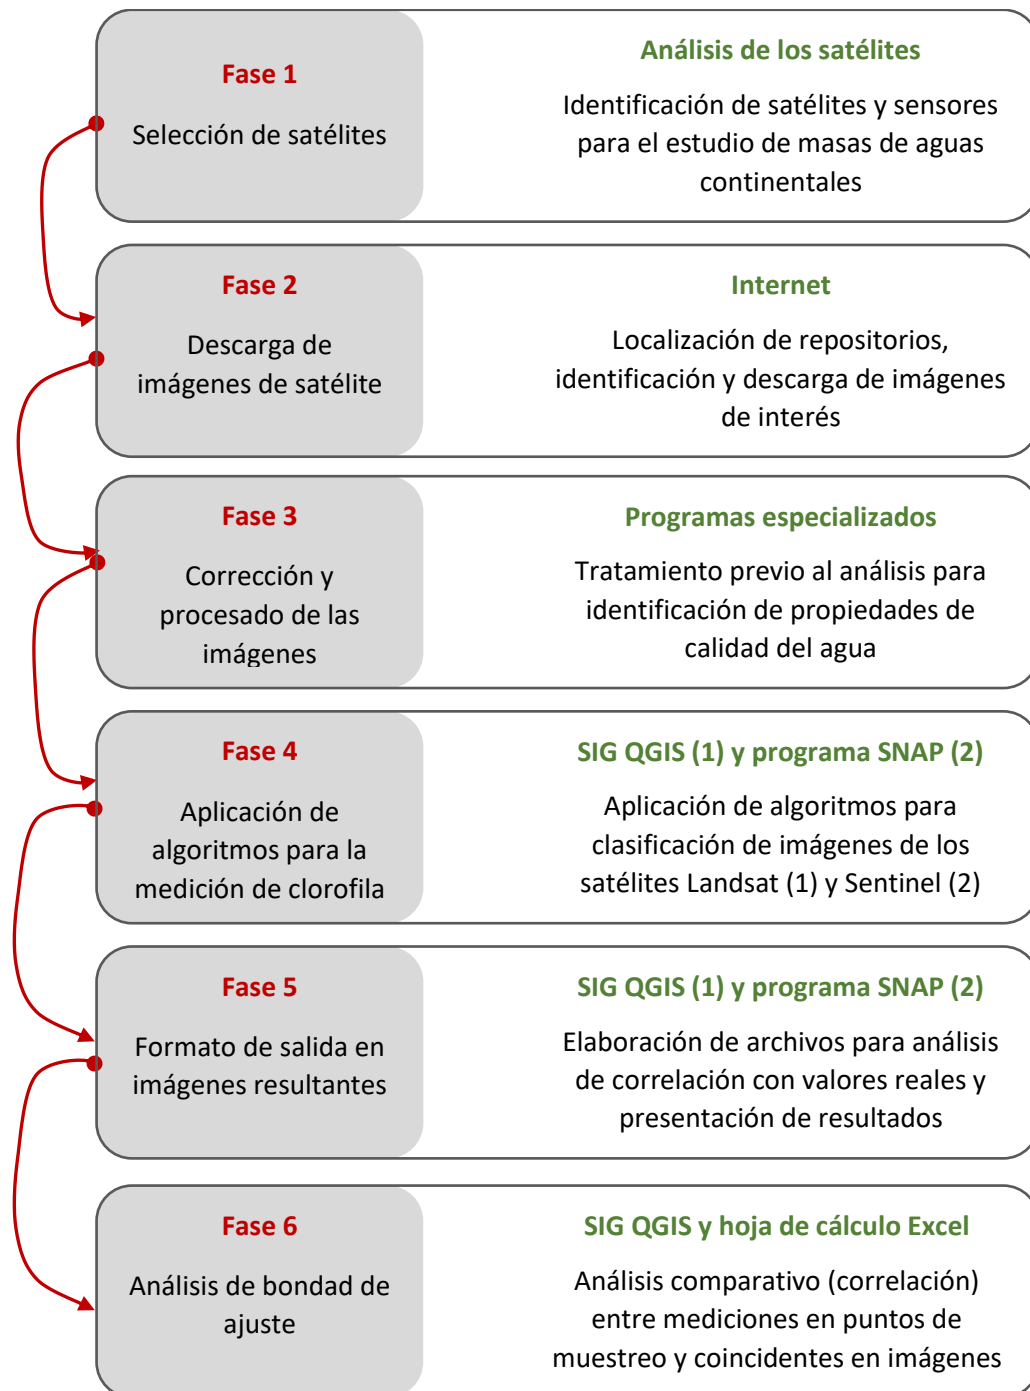 Fase 1
Selección de satélites
Análisis de los satélites
Identificación de satélites y sensores
para el estudio de masas de aguas
continentales
Fase 2
Descarga de
imágenes de satélite
Internet
Localización de repositorios,
identificación y descarga de imágenes
de interés
Fase 3
Corrección y
procesado de las
imágenes
Programas especializados
Tratamiento previo al análisis para
identificación de propiedades de
calidad del agua
Fase 4
Aplicación de
algoritmos para la
medición de clorofila
SIG QGIS (1) y programa SNAP (2)
Aplicación de algoritmos para
clasificación de imágenes de los
satélites Landsat (1) y Sentinel (2)
Fase 5
Formato de salida en
imágenes resultantes
SIG QGIS (1) y programa SNAP (2)
Elaboración de archivos para análisis
de correlación con valores reales y
presentación de resultados
Fase 6
Análisis de bondad de
ajuste
SIG QGIS y hoja de cálculo Excel
Análisis comparativo (correlación)
entre mediciones en puntos de
muestreo y coincidentes en imágenes